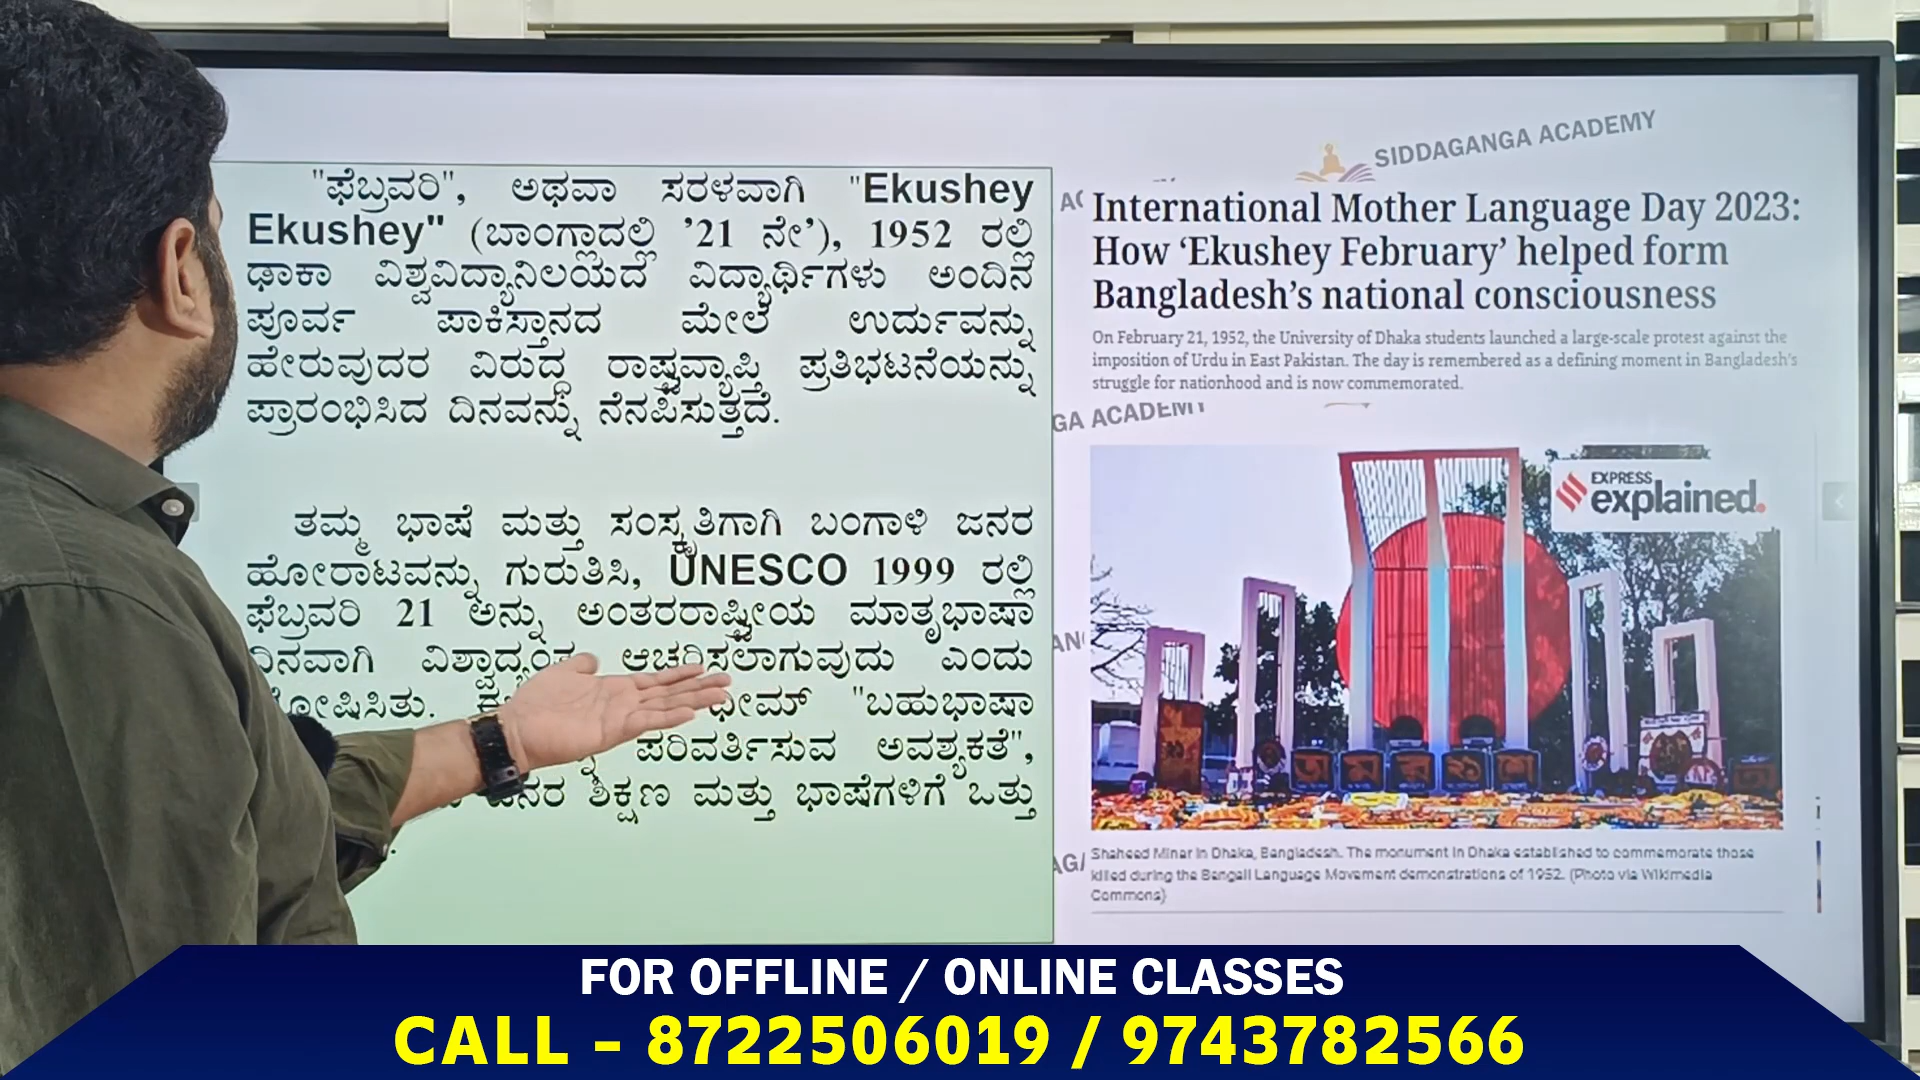 "ಫೆಬ್ರವರಿ", ಅಥವಾ ಸರಳವಾಗಿ "Ekushey
Ekushey" (ಬಾಂಗ್ಲಾದಲ್ಲಿ ’21 ನೇ’), 1952 ರಲ್ಲಿ
ಢಾಕಾ ವಿಶ್ವವಿದ್ಯಾನಿಲಯದ ವಿದ್ಯಾರ್ಥಿಗಳು ಅಂದಿನ
ಪೂರ್ವ ಪಾಕಿಸ್ತಾನದ ಮೇಲೆ ಉರ್ದುವನ್ನು
ಹೇರುವುದರ ವಿರುದ್ಧ ರಾಷ್ಟ್ರವ್ಯಾಪ್ತಿ ಪ್ರತಿಭಟನೆಯನ್ನು
ಪ್ರಾರಂಭಿಸಿದ ದಿನವನ್ನು ನೆನಪಿಸುತ್ತದೆ.
ತಮ್ಮ ಭಾಷೆ ಮತ್ತು ಸಂಸ್ಕೃತಿಗಾಗಿ ಬಂಗಾಳಿ ಜನರ
ಹೋರಾಟವನ್ನು ಗುರುತಿಸಿ, UNESCO 1999 ರಲ್ಲಿ
ಫೆಬ್ರವರಿ 21 ಅನ್ನು ಅಂತರರಾಷ್ಟ್ರೀಯ ಮಾತೃಭಾಷಾ
ದಿನವಾಗಿ ವಿಶ್ವಾದ್ಯಂತ ಆಚರಿಸಲಾಗುವುದು ಎಂದು
ಘೋಷಿಸಿತು. ಥೀಮ್ "ಬಹುಭಾಷಾ
ಪರಿವರ್ತಿಸುವ ಅವಶ್ಯಕತೆ",
ಜನರ ಶಿಕ್ಷಣ ಮತ್ತು ಭಾಷೆಗಳಿಗೆ ಒತ್ತು
SIDDAGANGA ACADEMY
International Mother Language Day 2023:
How ‘Ekushey February’ helped form
Bangladesh’s national consciousness
On February 21, 1952, the University of Dhaka students launched a large-scale protest against the
imposition of Urdu in East Pakistan. The day is remembered as a defining moment in Bangladesh’s
struggle for nationhood and is now commemorated.
GA ACADEMY
EXPRESS
explained.
Shaheed Minar in Dhaka, Bangladesh. The monument in Dhaka established to commemorate those
killed during the Bengali Language Movement demonstrations of 1952. (Photo via Wikimedia
Commons)
FOR OFFLINE / ONLINE CLASSES
CALL – 8722506019 / 9743782566